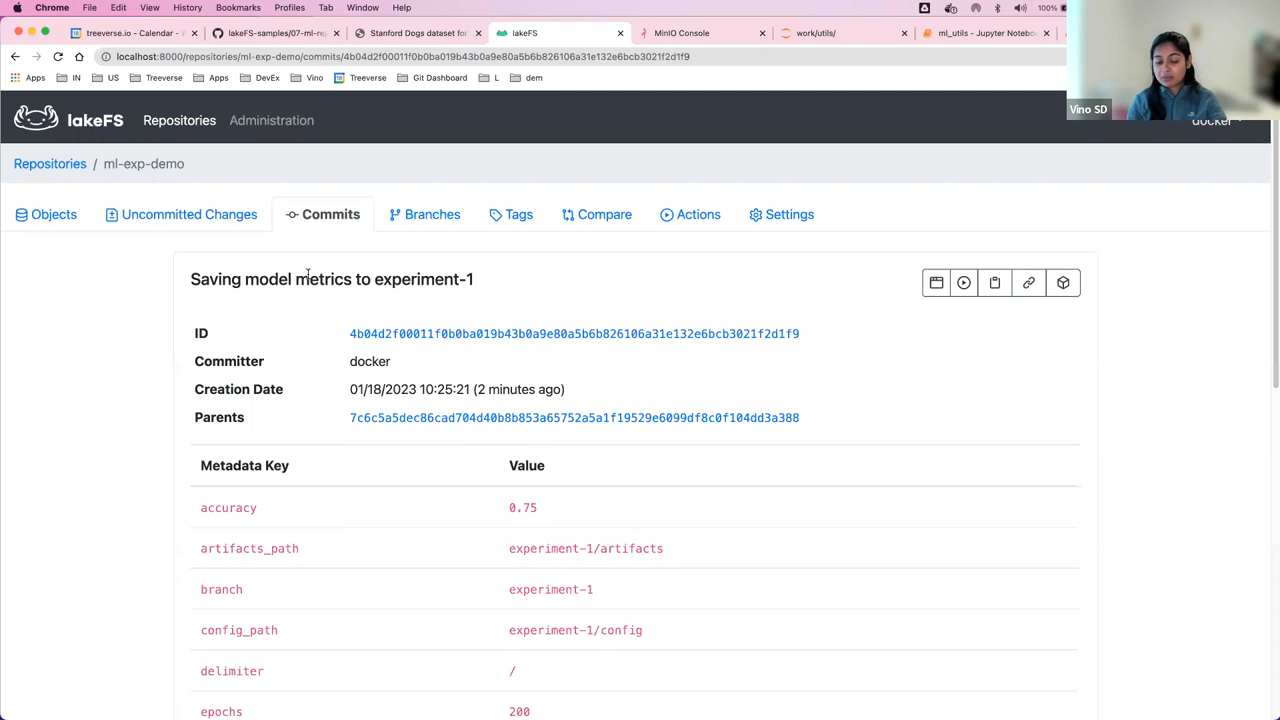 Chrome File Edit View History Bookmarks Profiles Tab Window Help 100%
treeverse.io - Calendar - W lakeFS-samples/07-ml-rep Stanford Dogs dataset for lakeFS MinIO Console work/utils/ ml_utils - Jupyter Notebo
localhost:8000/repositories/ml-exp-demo/commits/4b04d2f00011f0b0ba019b43b0a9e80a5b6b826106a31e132e6bcb3021f2d1f9
Apps IN US Treeverse Apps DevEx Vino Treeverse Git Dashboard L dem
Vino SD
lakeFS Repositories Administration docker
Repositories / ml-exp-demo
Objects Uncommitted Changes Commits Branches Tags Compare Actions Settings
Saving model metrics to experiment-1
ID 4b04d2f00011f0b0ba019b43b0a9e80a5b6b826106a31e132e6bcb3021f2d1f9
Committer docker
Creation Date 01/18/2023 10:25:21 (2 minutes ago)
Parents 7c6c5a5dec86cad704d40b8b853a65752a5a1f19529e6099df8c0f104dd3a388
Metadata Key Value
accuracy 0.75
artifacts_path experiment-1/artifacts
branch experiment-1
config_path experiment-1/config
delimiter /
epochs 200